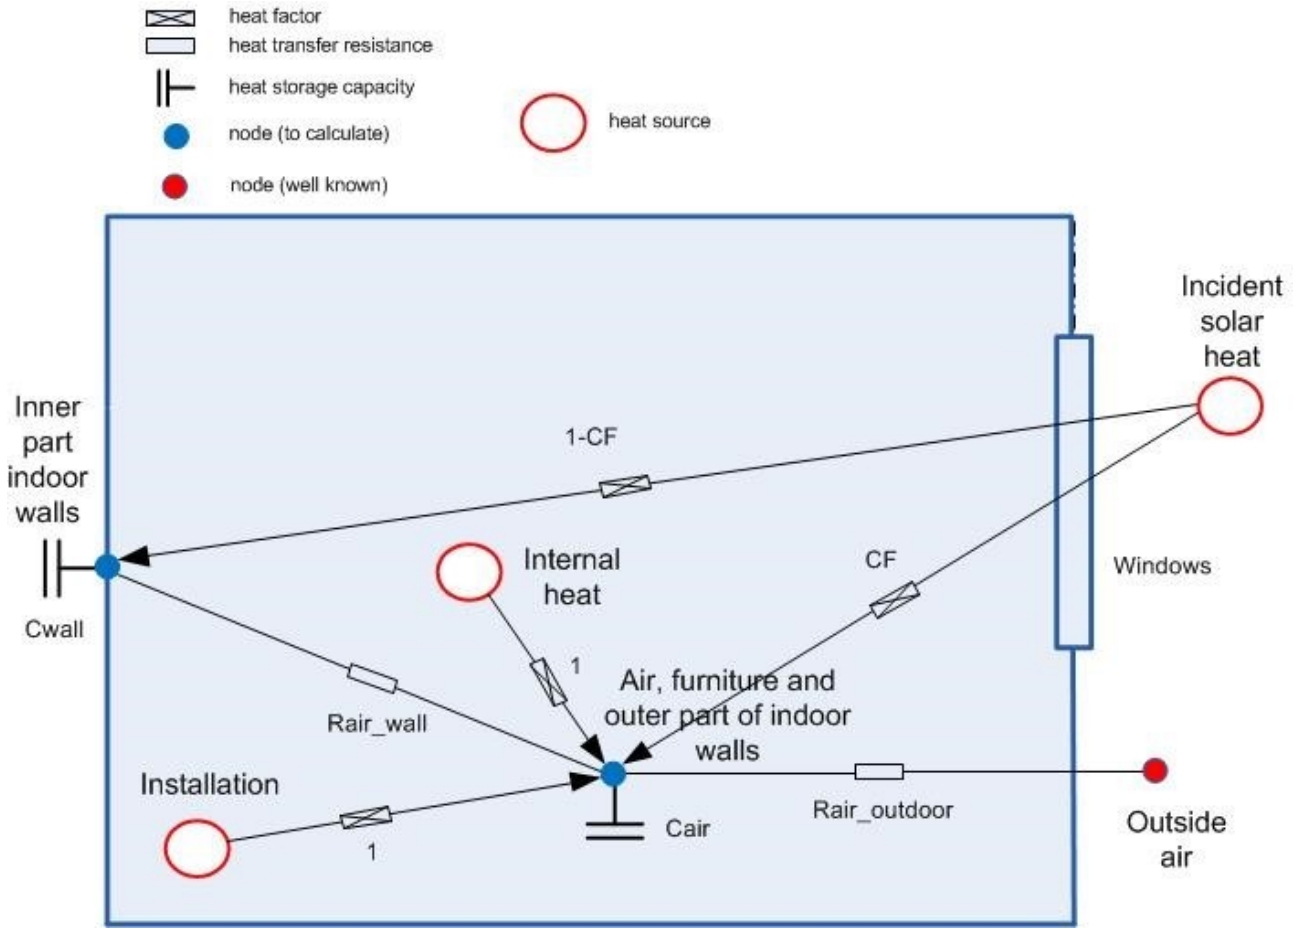 heat factor
heat transfer resistance
heat storage capacity
heat source
node (to calculate)
node (well known)
Incident
solar
heat
Inner
part
indoor
walls
1-CF
Internal
heat
CF
Windows
Cwall
1
Air, furniture and
outer part of indoor
walls
Rair_wall
Installation
Rair_outdoor
Cair
Outside
air
1